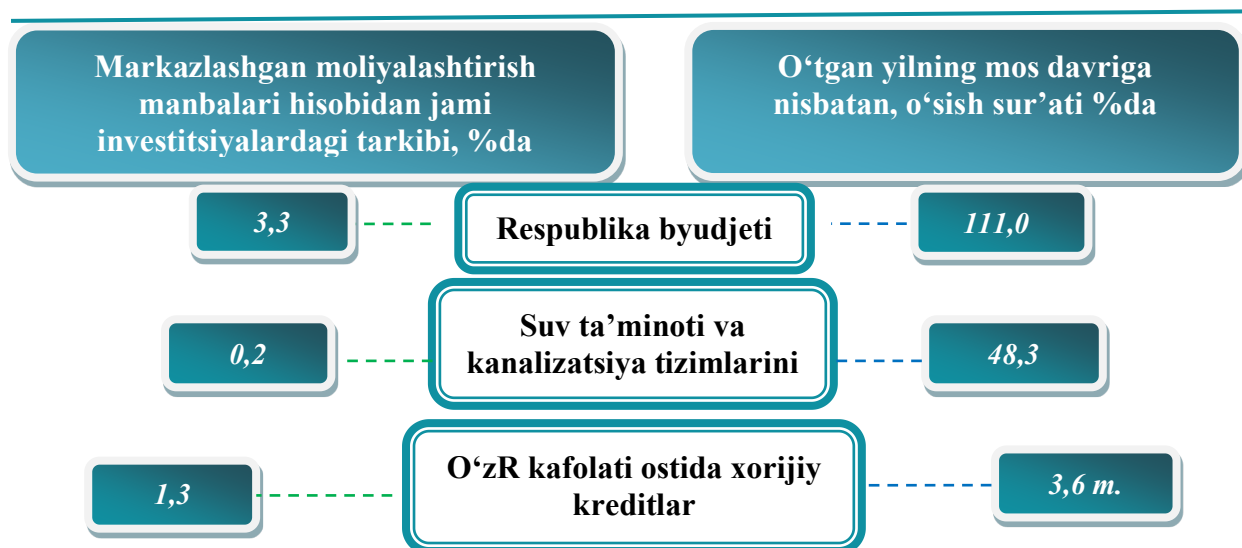 Markazlashgan moliyalashtirish
manbalari hisobidan jami
investitsiyalardagi tarkibi, %da
O‘tgan yilning mos davriga
nisbatan, o‘sish sur’ati %da
3,3
Respublika byudjeti
111,0
0,2
Suv ta’minoti va
kanalizatsiya tizimlarini
48,3
1,3
O‘zR kafolati ostida xorijiy
kreditlar
3,6 m.